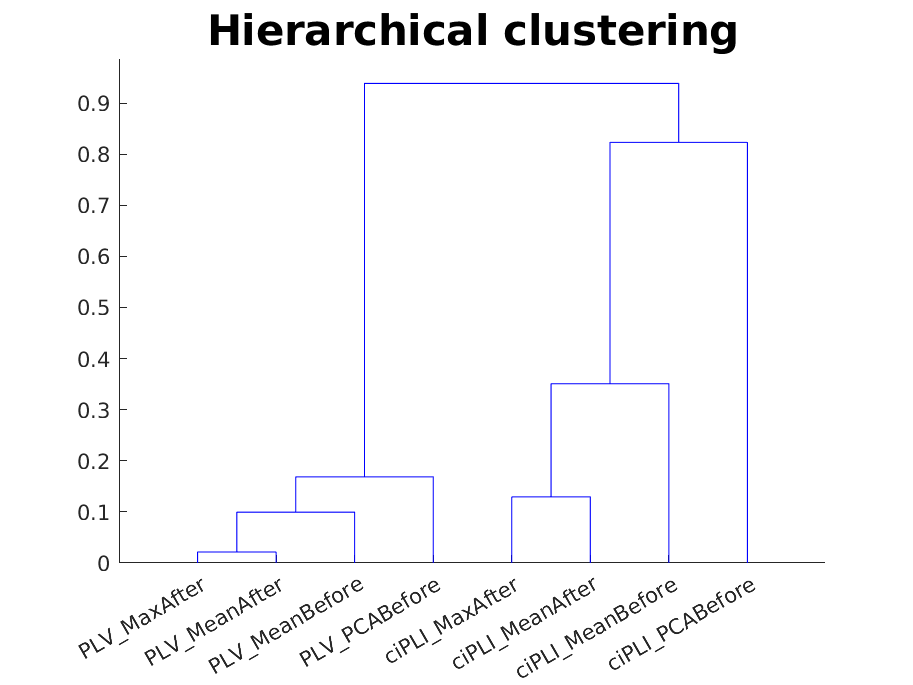 Hierarchical clustering
0.9
0.8
0.7
0.6
0.5
0.4
0.3
0.2
0.1
0
PLV_MaxAfter
PLV_MeanAfter
PLV_MeanBefore
PLV_PCABefore
ciPLI_MaxAfter
ciPLI_MeanAfter
ciPLI_MeanBefore
ciPLI_PCABefore